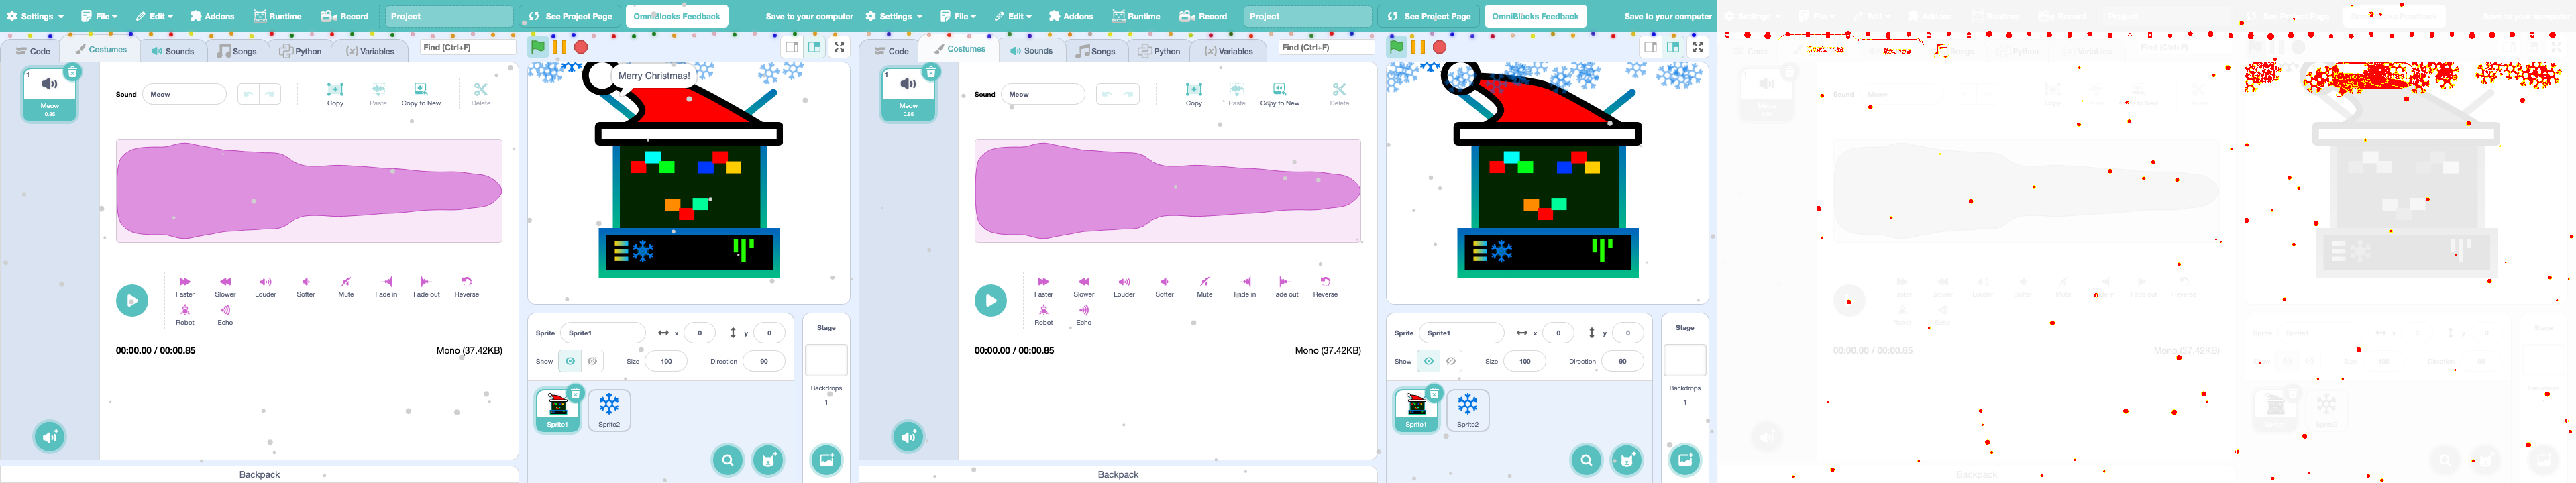 Settings File Edit Addons Runtime Record Project See Project Page OmniBlocks Feedback Save to your computer
Code Costumes Sounds Songs Python (x) Variables Find (Ctrl+F)
1
Meow
0.85
Sound Meow Copy Paste Copy to New Delete
Merry Christmas!
Faster Slower Louder Softer Mute Fade in Fade out Reverse
Robot Echo
00:00.00 / 00:00.85 Mono (37.42KB)
Sprite Sprite1 x 0 y 0
Show Size 100 Direction 90
Stage
Backdrops
1
Sprite1 Sprite2
Backpack
Settings File Edit Addons Runtime Record Project See Project Page OmniBlocks Feedback Save to your computer
Code Costumes Sounds Songs Python (x) Variables Find (Ctrl+F)
1
Meow
0.85
Sound Meow Copy Paste Copy to New Delete
Faster Slower Louder Softer Mute Fade in Fade out Reverse
Robot Echo
00:00.00 / 00:00.85 Mono (37.42KB)
Sprite Sprite1 x 0 y 0
Show Size 100 Direction 90
Stage
Backdrops
1
Sprite1 Sprite2
Backpack